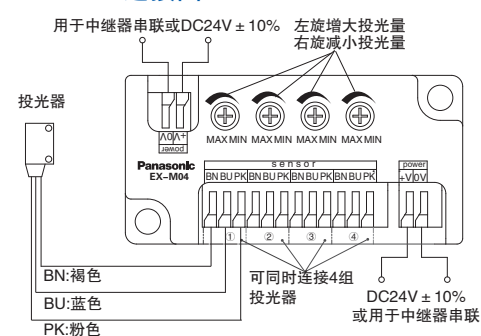 用于中继器串联或DC24V±10%
左旋增大投光量
右旋减小投光量
投光器
+V 0V
power
MAX MIN MAX MIN MAX MIN MAX MIN
Panasonic
EX-M04
sensor
BN BU PK BN BU PK BN BU PK BN BU PK
power
+V 0V
① ② ③ ④
BN:褐色
BU:蓝色
PK:粉色
可同时连接4组
投光器
DC24V±10%
或用于中继器串联